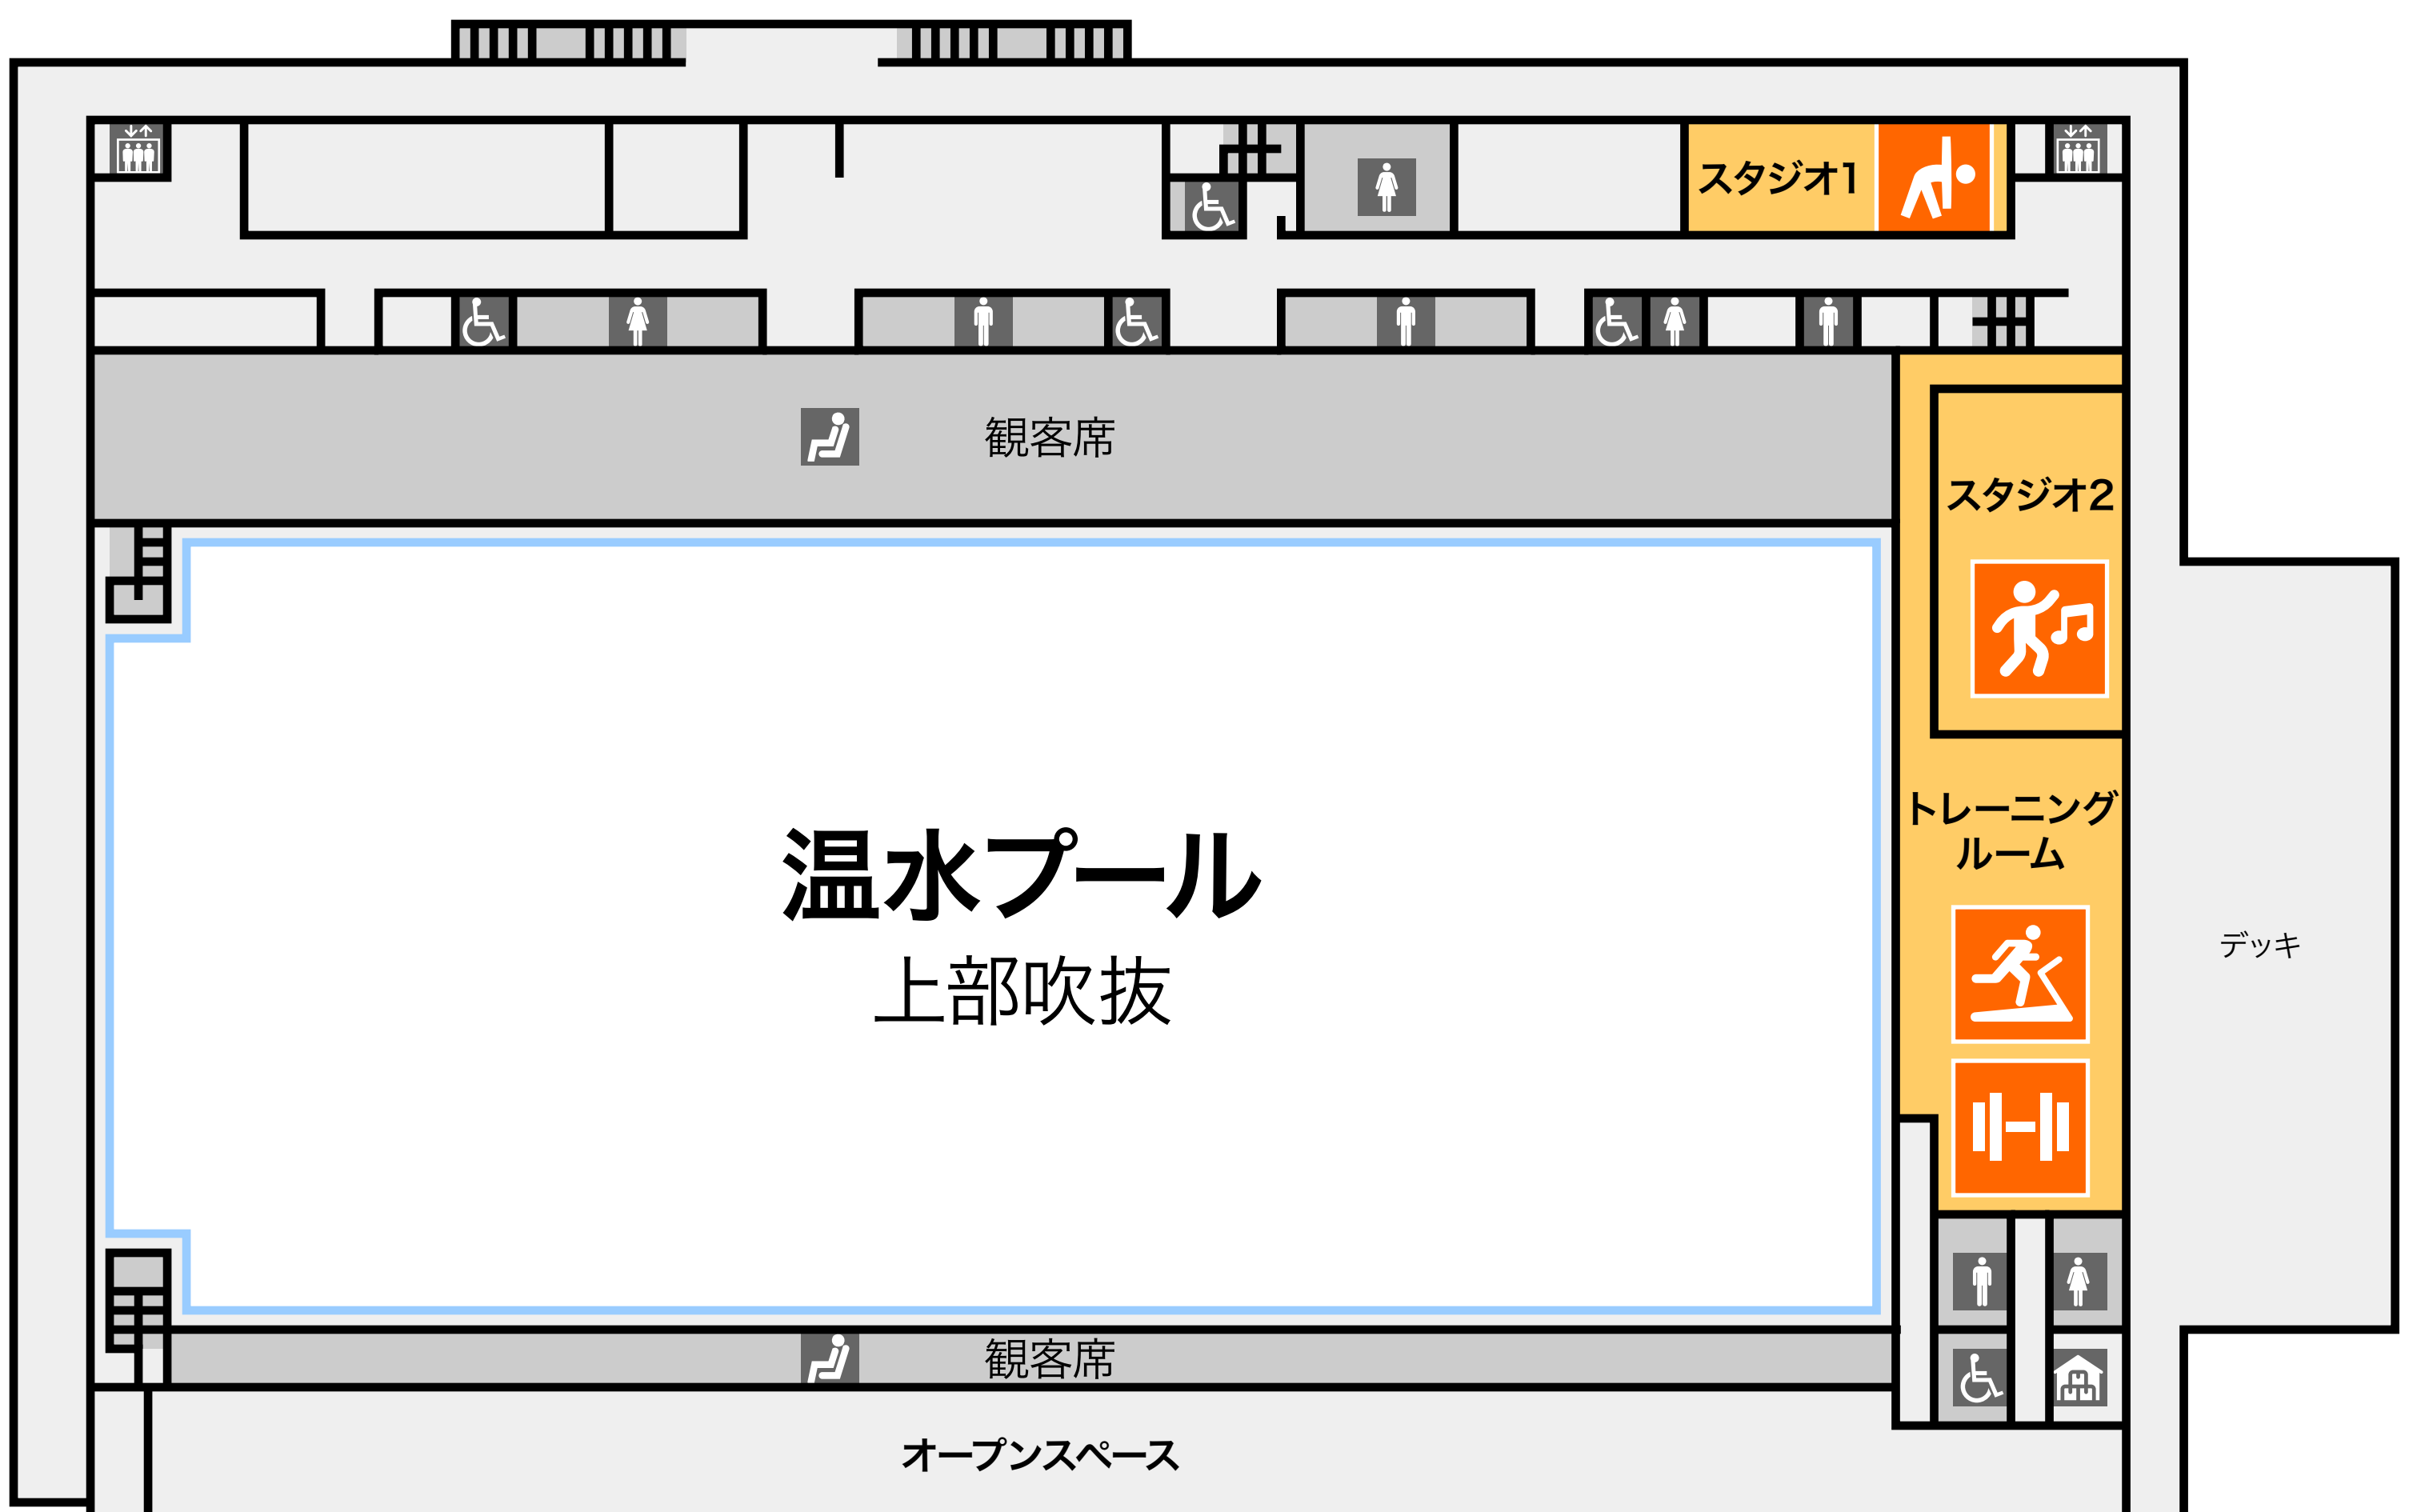 スタジオ1
観客席
スタジオ2
温水プール
上部吹抜
トレーニング
ルーム
デッキ
観客席
オープンスペース